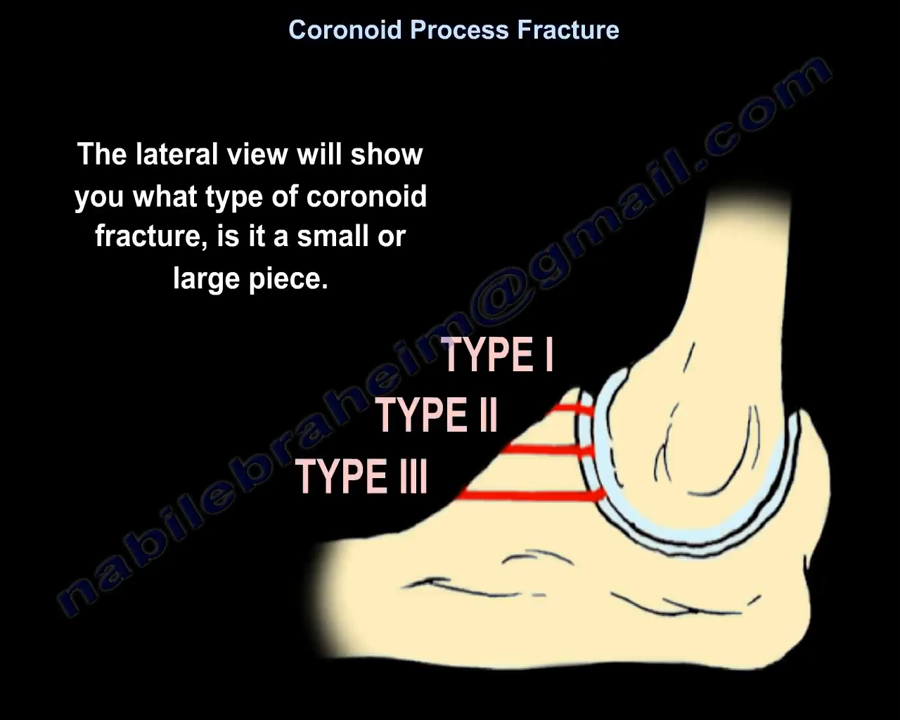 Coronoid Process Fracture
The lateral view will show
you what type of coronoid
fracture, is it a small or
large piece.
TYPE I
TYPE II
TYPE III
nabilebraheim@gmail.com